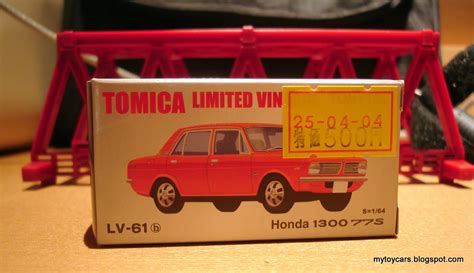 TOMICA LIMITED VIN
25-04-04
500円
S=1/64
LV-61 b
Honda 1300 77S
mytoycars.blogspot.com